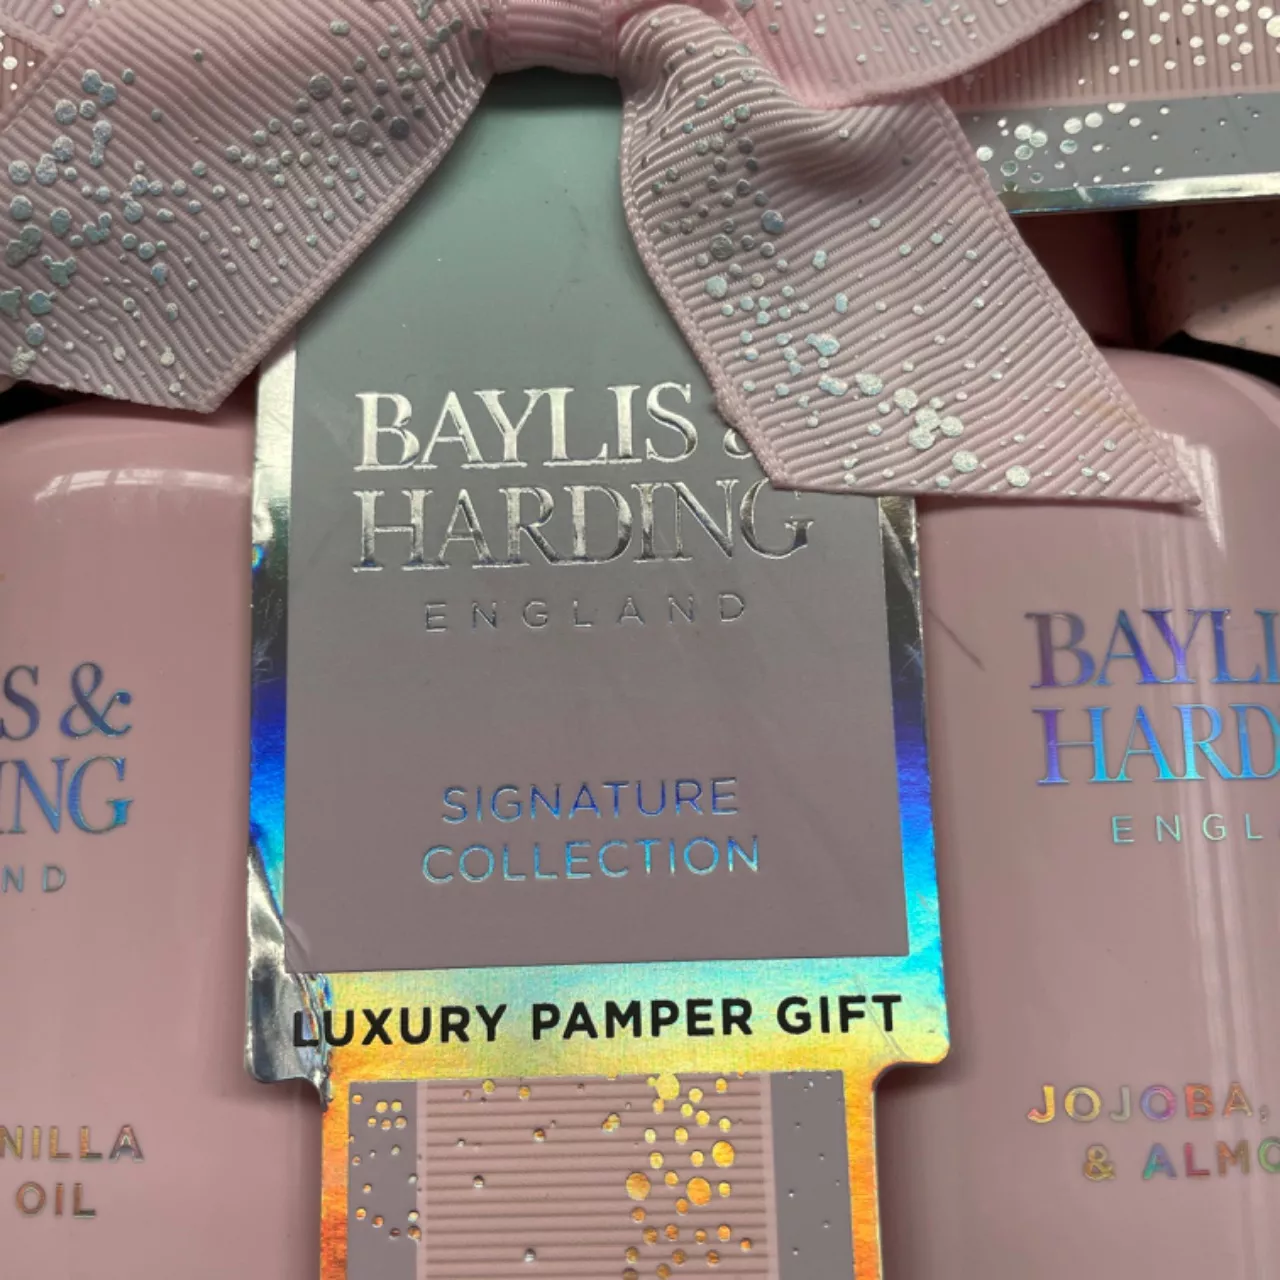 BAYLIS &
HARDING
ENGLAND
SIGNATURE
COLLECTION
LUXURY PAMPER GIFT
S &
ING
ND
NILLA
OIL
BAYLI
HARD
ENGL
JOJOBA,
& ALMO